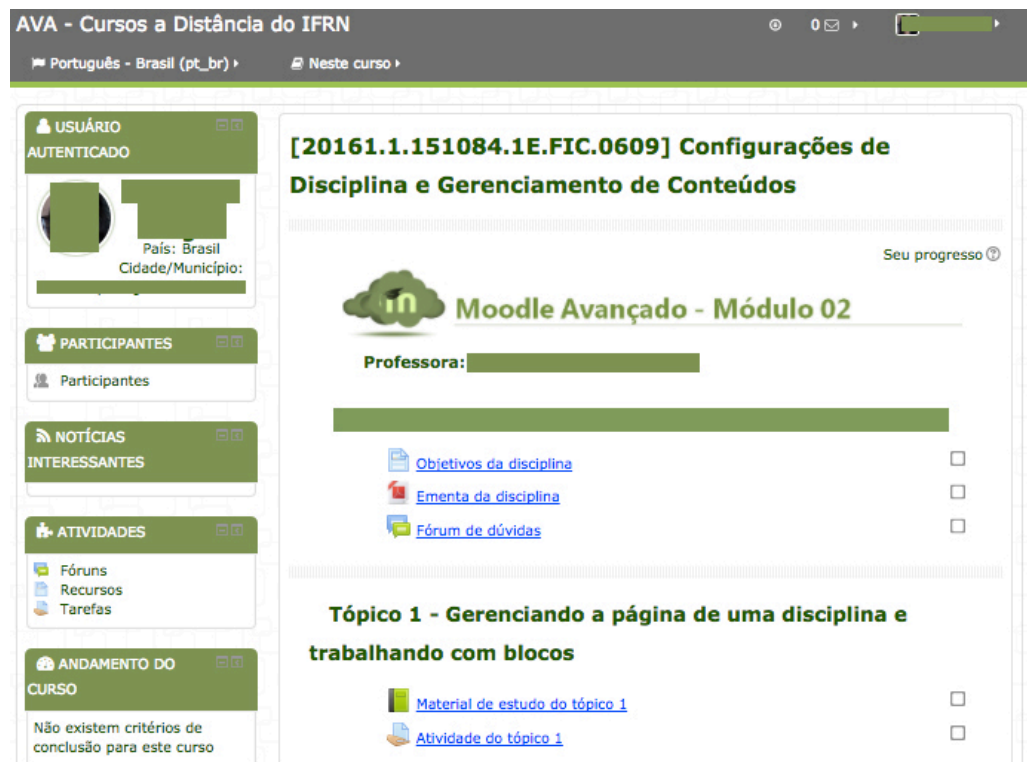 AVA - Cursos a Distância do IFRN
0
Português - Brasil (pt_br)
Neste curso
USUÁRIO
AUTENTICADO
País: Brasil
Cidade/Município:
PARTICIPANTES
Participantes
NOTÍCIAS
INTERESSANTES
ATIVIDADES
Fóruns
Recursos
Tarefas
ANDAMENTO DO
CURSO
Não existem critérios de
conclusão para este curso
[20161.1.151084.1E.FIC.0609] Configurações de
Disciplina e Gerenciamento de Conteúdos
Seu progresso
in
Moodle Avançado - Módulo 02
Professora:
Objetivos da disciplina
Ementa da disciplina
Fórum de dúvidas
Tópico 1 - Gerenciando a página de uma disciplina e
trabalhando com blocos
Material de estudo do tópico 1
Atividade do tópico 1